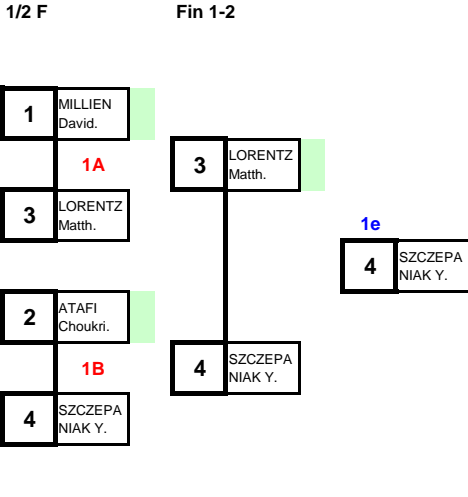 1/2 F
Fin 1-2
1
MILLIEN
David.
1A
3
LORENTZ
Matth.
2
ATAFI
Choukri.
1B
4
SZCZEPA
NIAK Y.
3
LORENTZ
Matth.
4
SZCZEPA
NIAK Y.
1e
4
SZCZEPA
NIAK Y.